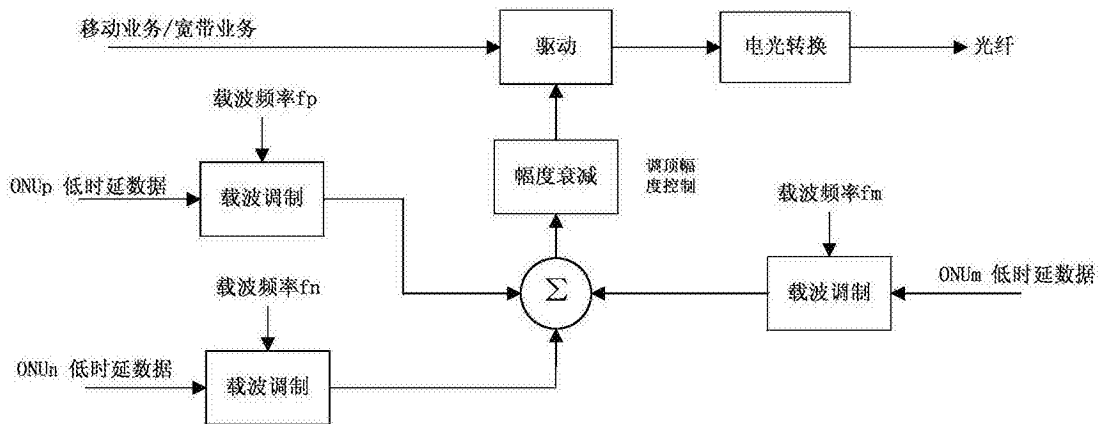 移动业务/宽带业务
驱动
电光转换
光纤
载波频率fp
ONUp 低时延数据
载波调制
幅度衰减
调顶幅
度控制
载波频率fm
载波调制
ONUm 低时延数据
Σ
载波频率fn
ONUn 低时延数据
载波调制